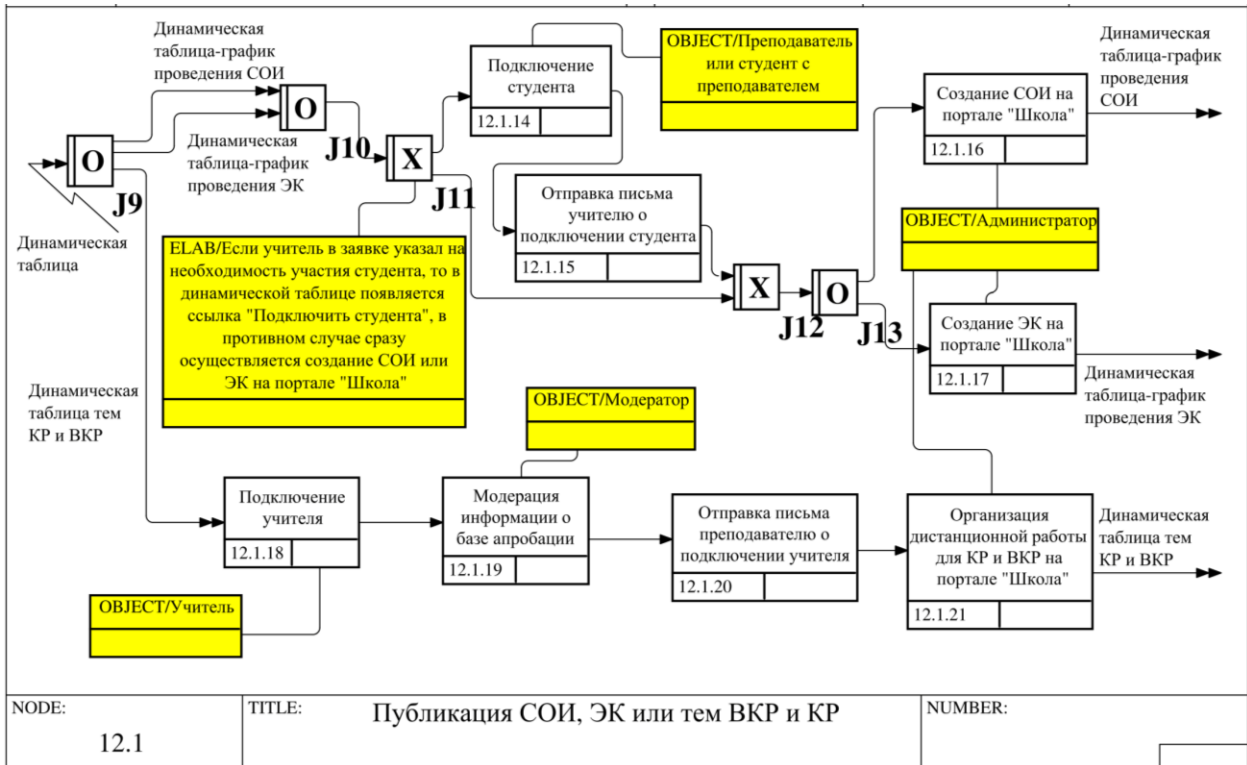 Динамическая
таблица-график
проведения СОИ
O
J9
Динамическая
таблица
O
J10
Динамическая
таблица-график
проведения ЭК
X
J11
Подключение
студента
12.1.14
OBJECT/Преподаватель
или студент с
преподавателем
Отправка письма
учителю о
подключении студента
12.1.15
ELAB/Если учитель в заявке указал на
необходимость участия студента, то в
динамической таблице появляется
ссылка "Подключить студента", в
противном случае сразу
осуществляется создание СОИ или
ЭК на портале "Школа"
X
J12
O
J13
Создание СОИ на
портале "Школа"
12.1.16
Динамическая
таблица-график
проведения
СОИ
OBJECT/Администратор
Создание ЭК на
портале "Школа"
12.1.17
Динамическая
таблица-график
проведения ЭК
Динамическая
таблица тем
КР и ВКР
Подключение
учителя
12.1.18
OBJECT/Учитель
OBJECT/Модератор
Модерация
информации о
базе апробации
12.1.19
Отправка письма
преподавателю о
подключении учителя
12.1.20
Организация
дистанционной работы
для КР и ВКР на
портале "Школа"
12.1.21
Динамическая
таблица тем
КР и ВКР
NODE:
12.1
TITLE:
Публикация СОИ, ЭК или тем ВКР и КР
NUMBER: